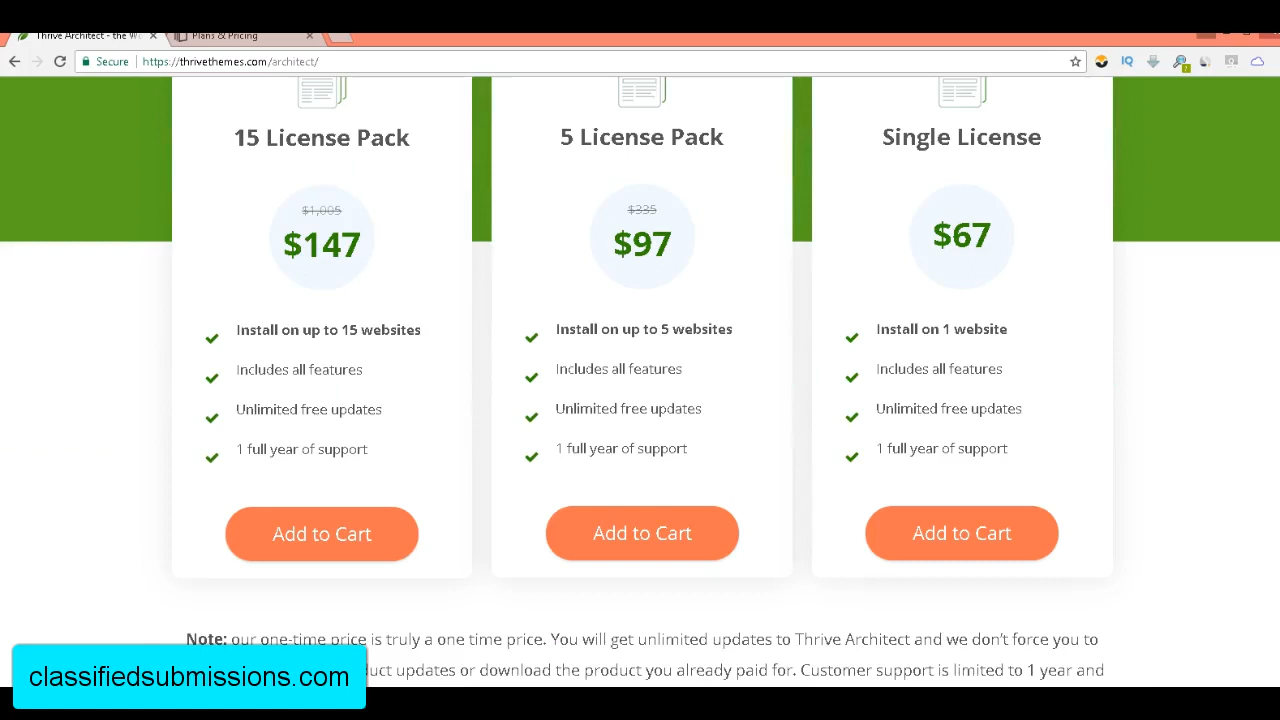 Thrive Architect - the W
Plans & Pricing
Secure
https://thrivethemes.com/architect/
IQ
15 License Pack
$1,005
$147
Install on up to 15 websites
Includes all features
Unlimited free updates
1 full year of support
Add to Cart
5 License Pack
$335
$97
Install on up to 5 websites
Includes all features
Unlimited free updates
1 full year of support
Add to Cart
Single License
$67
Install on 1 website
Includes all features
Unlimited free updates
1 full year of support
Add to Cart
Note: our one-time price is truly a one time price. You will get unlimited updates to Thrive Architect and we don't force you to
product updates or download the product you already paid for. Customer support is limited to 1 year and
classifiedsubmissions.com